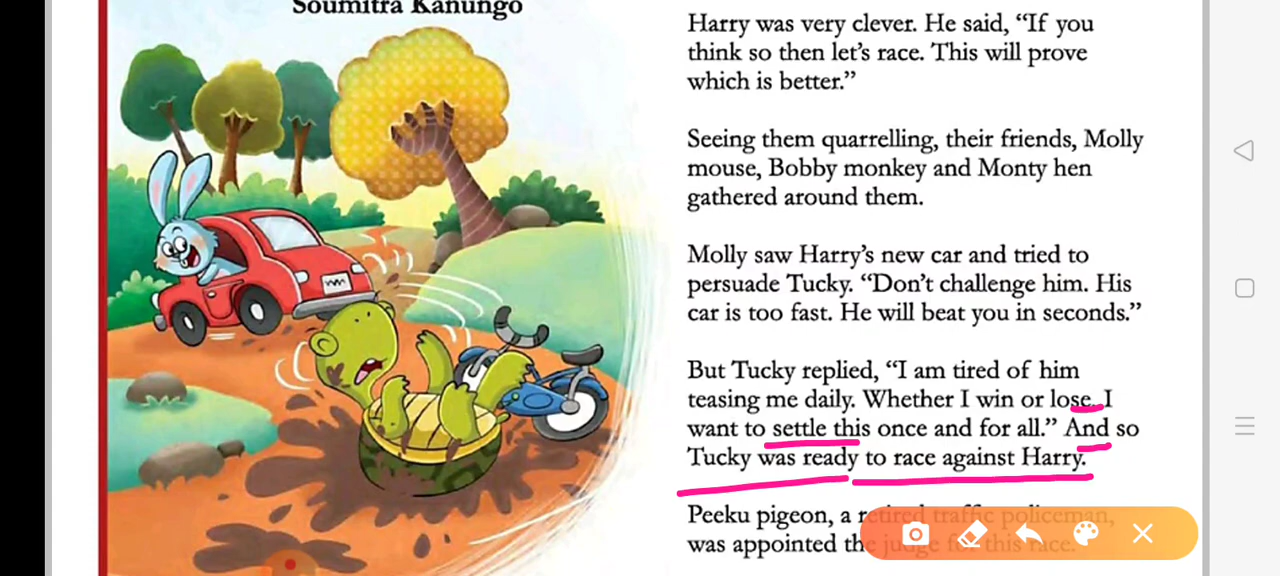 Soumitra Kanungo
Harry was very clever. He said, “If you
think so then let’s race. This will prove
which is better.”
Seeing them quarrelling, their friends, Molly
mouse, Bobby monkey and Monty hen
gathered around them.
Molly saw Harry’s new car and tried to
persuade Tucky. “Don’t challenge him. His
car is too fast. He will beat you in seconds.”
But Tucky replied, “I am tired of him
teasing me daily. Whether I win or lose, I
want to settle this once and for all.” And so
Tucky was ready to race against Harry.
Peeku pigeon, a retired traffic policeman,
was appointed the judge for this race.